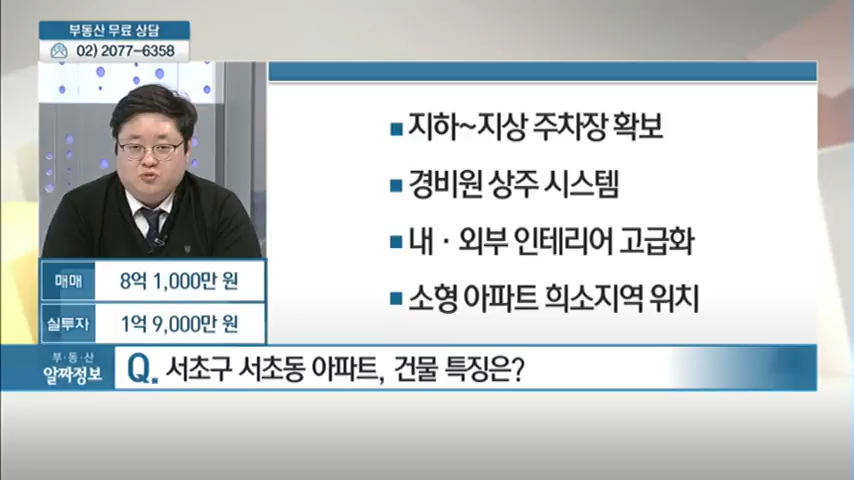 부동산 무료 상담
02) 2077-6358
■ 지하~지상 주차장 확보
■ 경비원 상주 시스템
■ 내·외부 인테리어 고급화
■ 소형 아파트 희소지역 위치
매매 8억 1,000만 원
실투자 1억 9,000만 원
부·동·산
알짜정보
Q. 서초구 서초동 아파트, 건물 특징은?